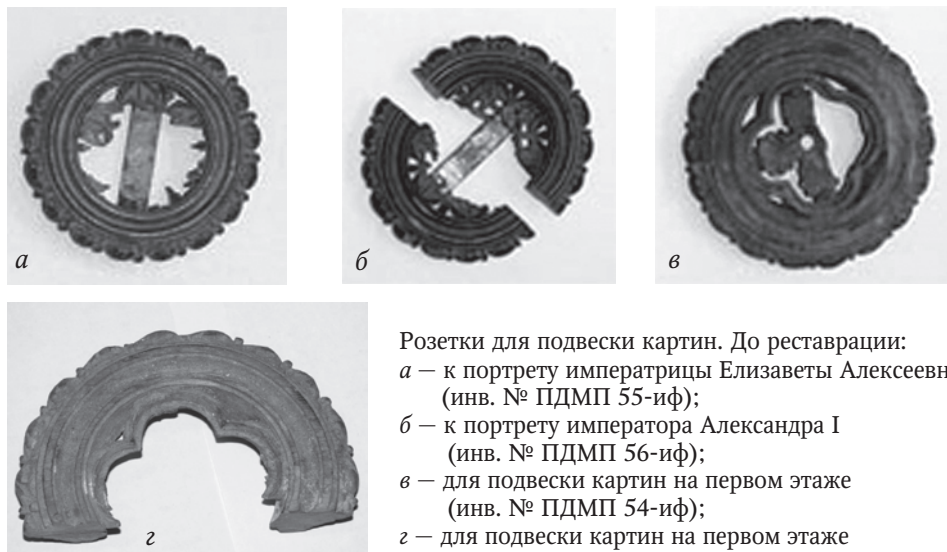 а
б
в
г
Розетки для подвески картин. До реставрации:
а — к портрету императрицы Елизаветы Алексеевн
(инв. № ПДМП 55-иф);
б — к портрету императора Александра I
(инв. № ПДМП 56-иф);
в — для подвески картин на первом этаже
(инв. № ПДМП 54-иф);
г — для подвески картин на первом этаже